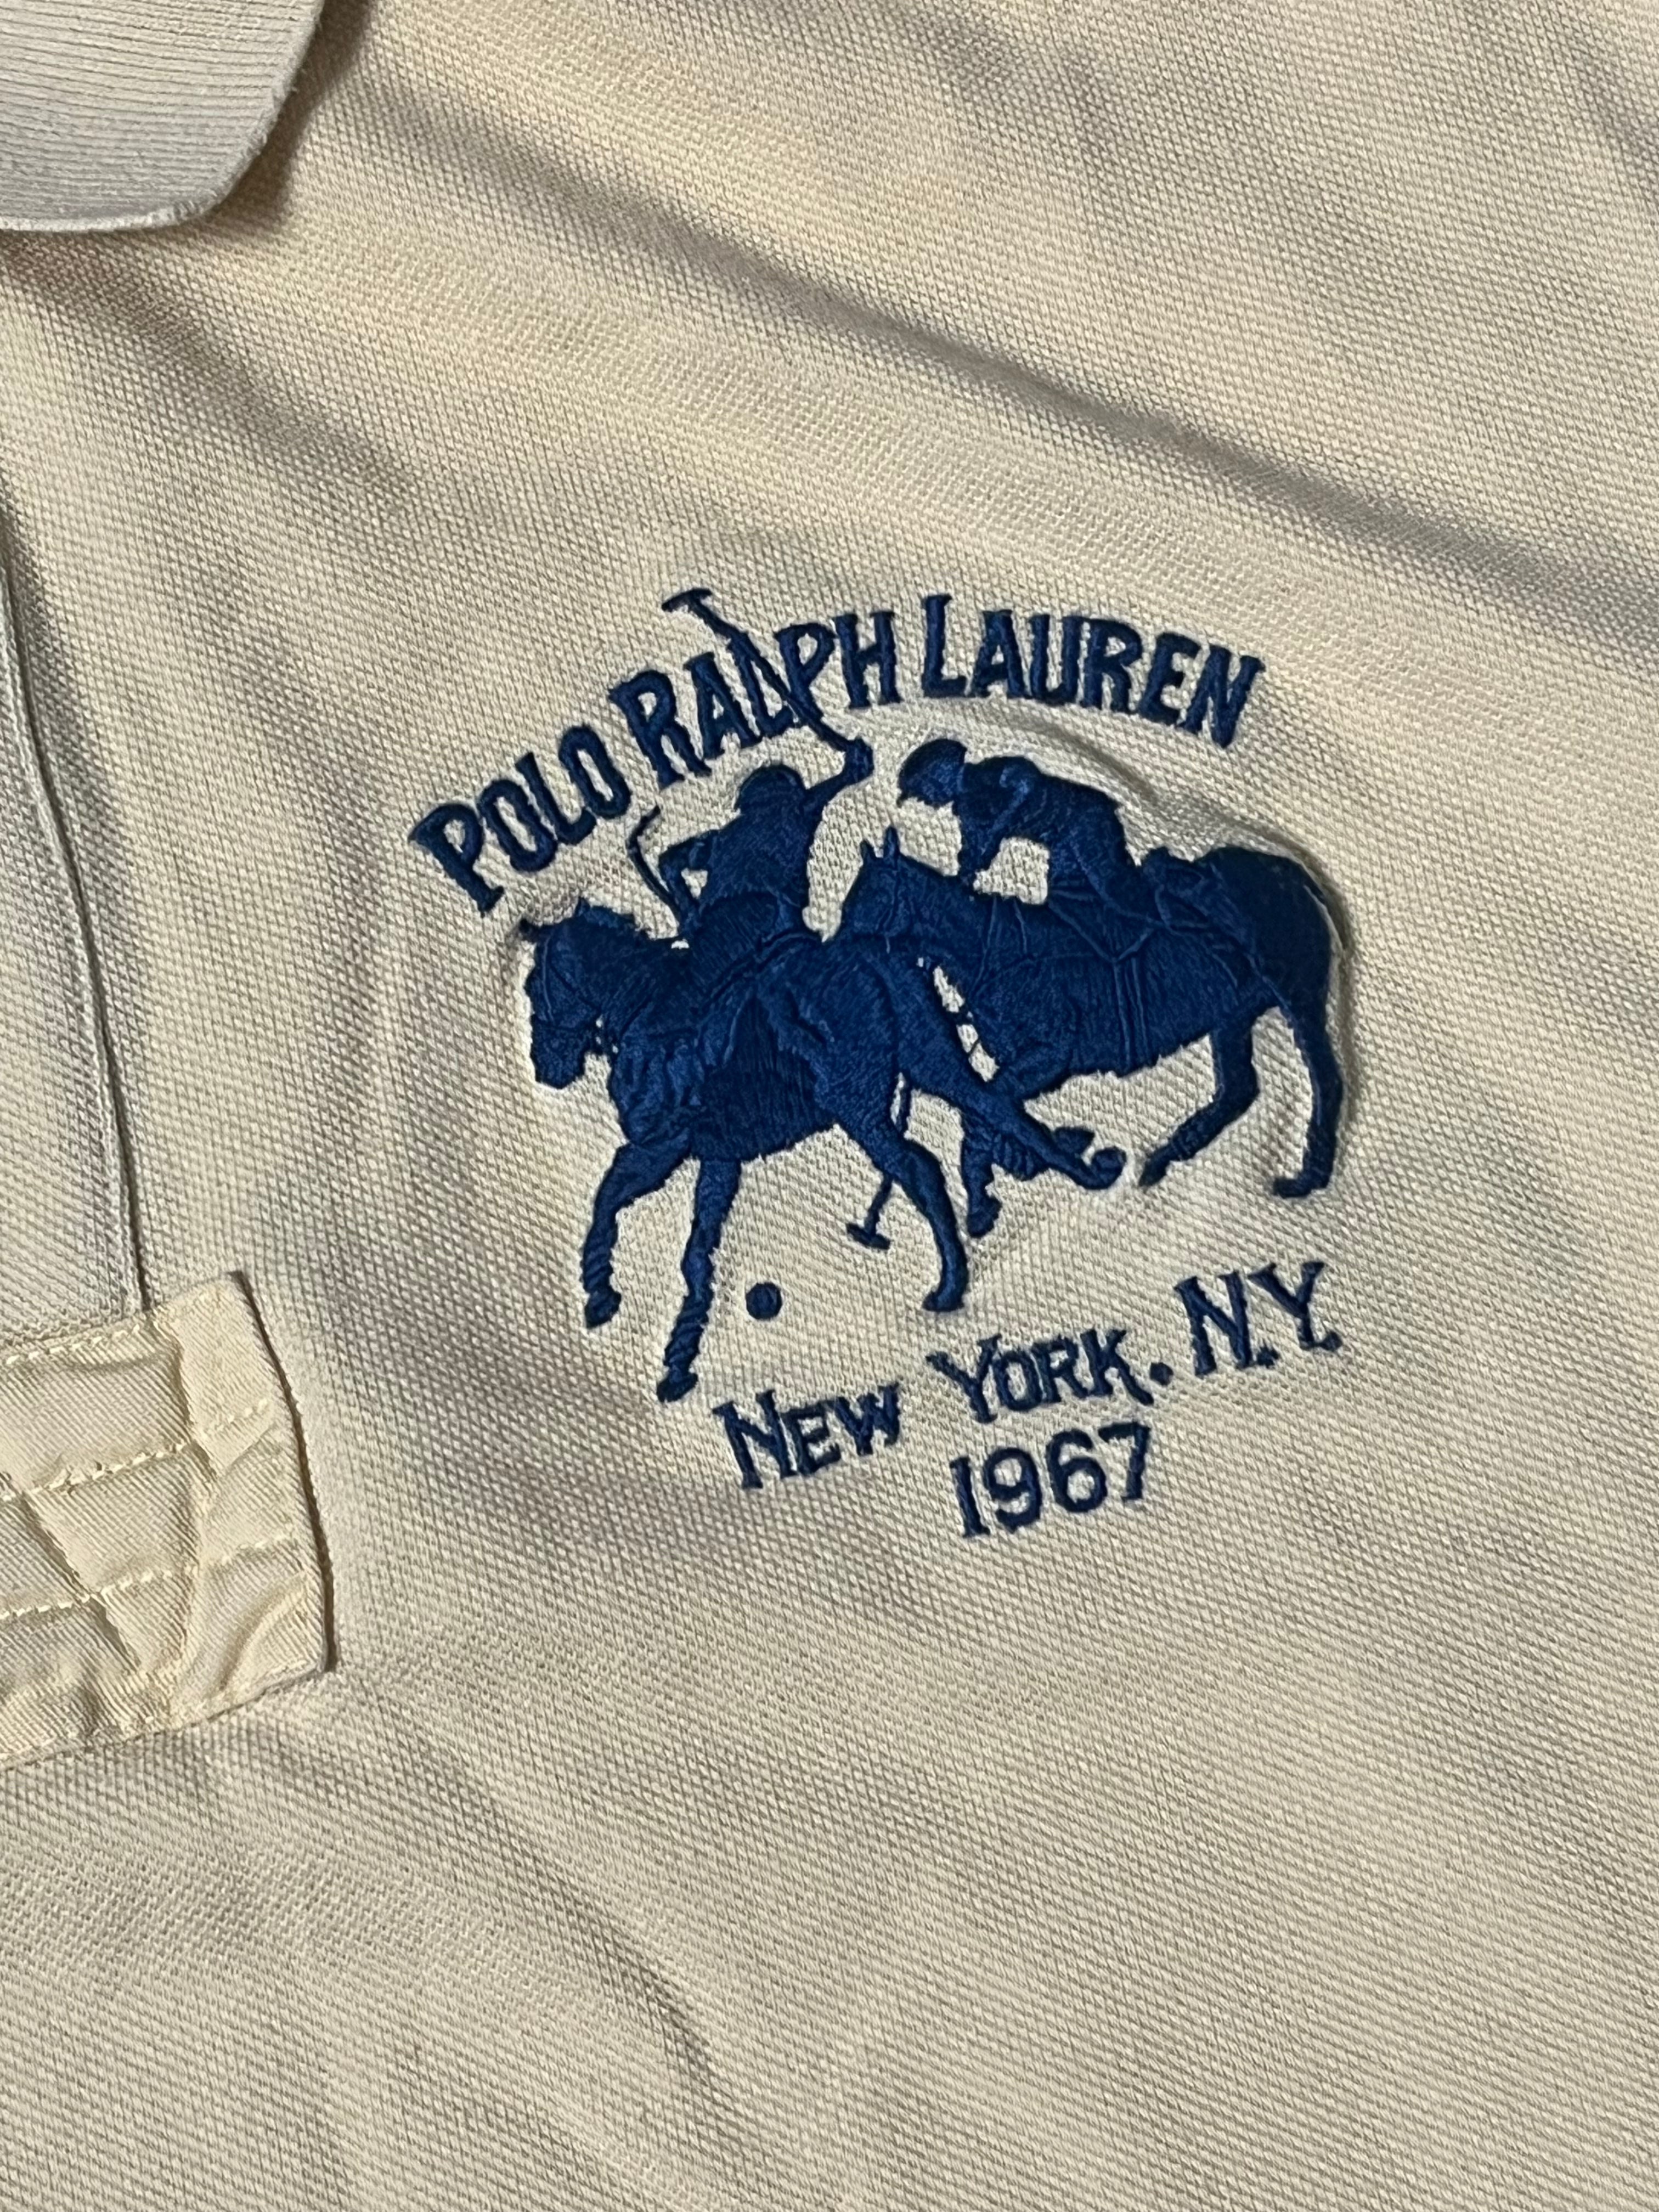 POLO RALPH LAUREN
NEW YORK. N.Y.
1967